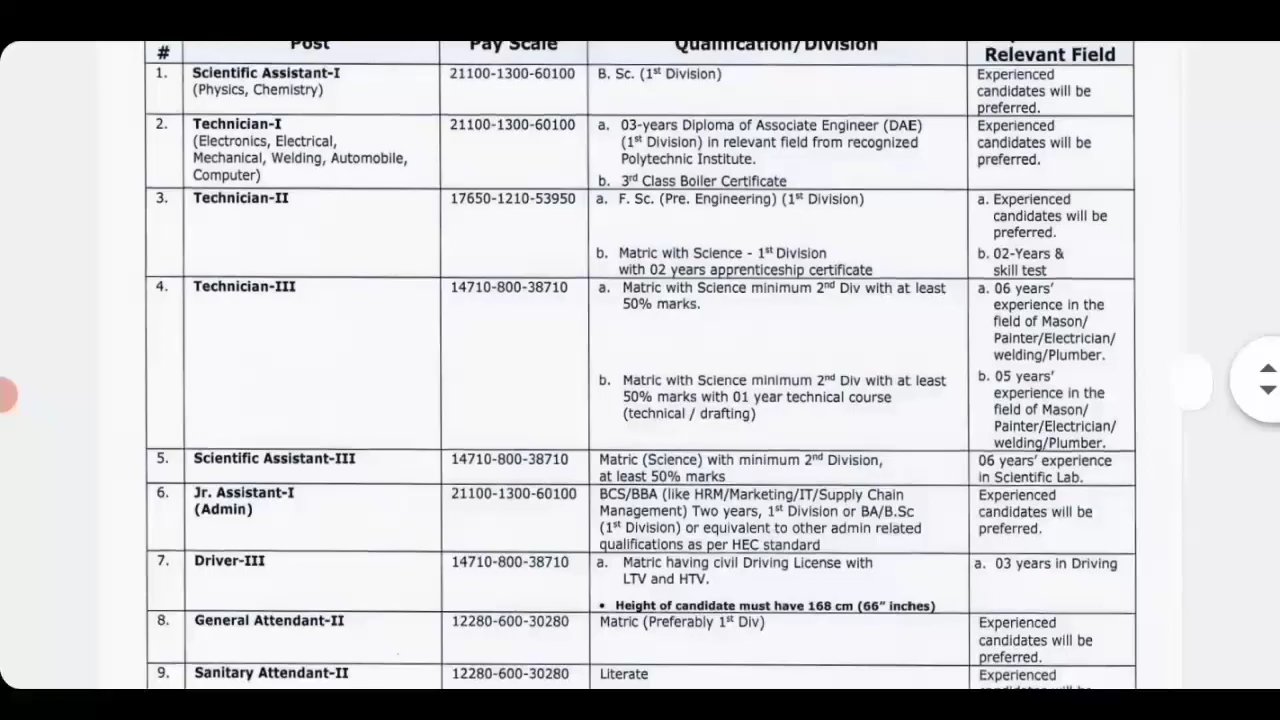 # Post Pay Scale Qualification/Division
Relevant Field
1. Scientific Assistant-I 21100-1300-60100 B. Sc. (1st Division) Experienced
(Physics, Chemistry) candidates will be
preferred.
2. Technician-I 21100-1300-60100 a. 03-years Diploma of Associate Engineer (DAE) Experienced
(Electronics, Electrical, (1st Division) in relevant field from recognized candidates will be
Mechanical, Welding, Automobile, Polytechnic Institute. preferred.
Computer) b. 3rd Class Boiler Certificate
3. Technician-II 17650-1210-53950 a. F. Sc. (Pre. Engineering) (1st Division) a. Experienced
candidates will be
preferred.
b. Matric with Science - 1st Division b. 02-Years &
with 02 years apprenticeship certificate skill test
4. Technician-III 14710-800-38710 a. Matric with Science minimum 2nd Div with at least a. 06 years'
50% marks. experience in the
field of Mason/
Painter/Electrician/
welding/Plumber.
b. Matric with Science minimum 2nd Div with at least b. 05 years'
50% marks with 01 year technical course experience in the
(technical / drafting) field of Mason/
Painter/Electrician/
welding/Plumber.
5. Scientific Assistant-III 14710-800-38710 Matric (Science) with minimum 2nd Division, 06 years' experience
at least 50% marks in Scientific Lab.
6. Jr. Assistant-I 21100-1300-60100 BCS/BBA (like HRM/Marketing/IT/Supply Chain Experienced
(Admin) Management) Two years, 1st Division or BA/B.Sc candidates will be
(1st Division) or equivalent to other admin related preferred.
qualifications as per HEC standard
7. Driver-III 14710-800-38710 a. Matric having civil Driving License with a. 03 years in Driving
LTV and HTV.
• Height of candidate must have 168 cm (66" inches)
8. General Attendant-II 12280-600-30280 Matric (Preferably 1st Div) Experienced
candidates will be
preferred.
9. Sanitary Attendant-II 12280-600-30280 Literate Experienced
candidates will be